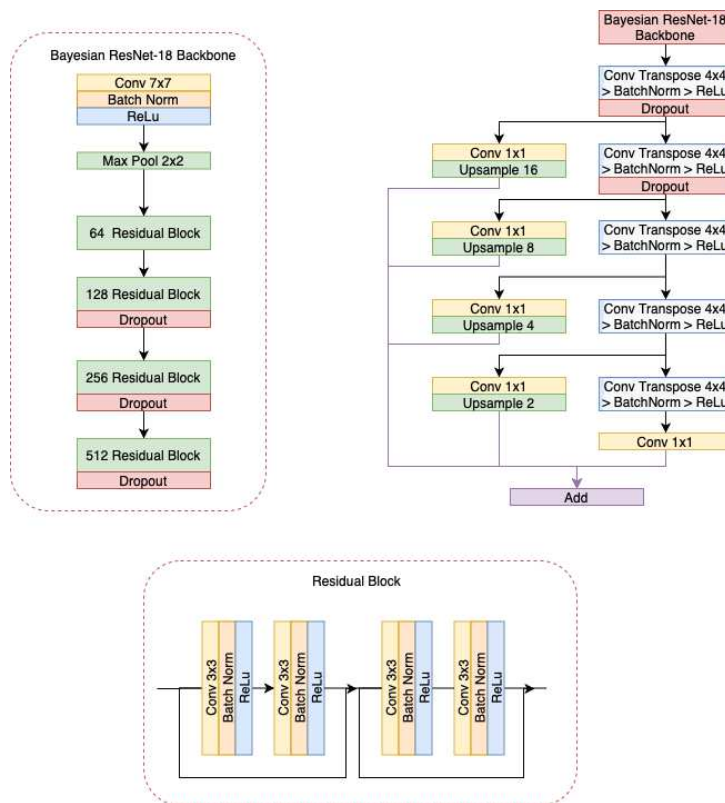 Bayesian ResNet-18 Backbone
Conv 7x7
Batch Norm
ReLu
Max Pool 2x2
64 Residual Block
128 Residual Block
Dropout
256 Residual Block
Dropout
512 Residual Block
Dropout
Bayesian ResNet-18
Backbone
Conv Transpose 4x4
> BatchNorm > ReLu
Dropout
Conv 1x1
Upsample 16
Conv Transpose 4x4
> BatchNorm > ReLu
Dropout
Conv 1x1
Upsample 8
Conv Transpose 4x4
> BatchNorm > ReLu
Conv 1x1
Upsample 4
Conv Transpose 4x4
> BatchNorm > ReLu
Conv 1x1
Upsample 2
Conv Transpose 4x4
> BatchNorm > ReLu
Conv 1x1
Add
Residual Block
Conv 3x3
Batch Norm
ReLu
Conv 3x3
Batch Norm
ReLu
Conv 3x3
Batch Norm
ReLu
Conv 3x3
Batch Norm
ReLu